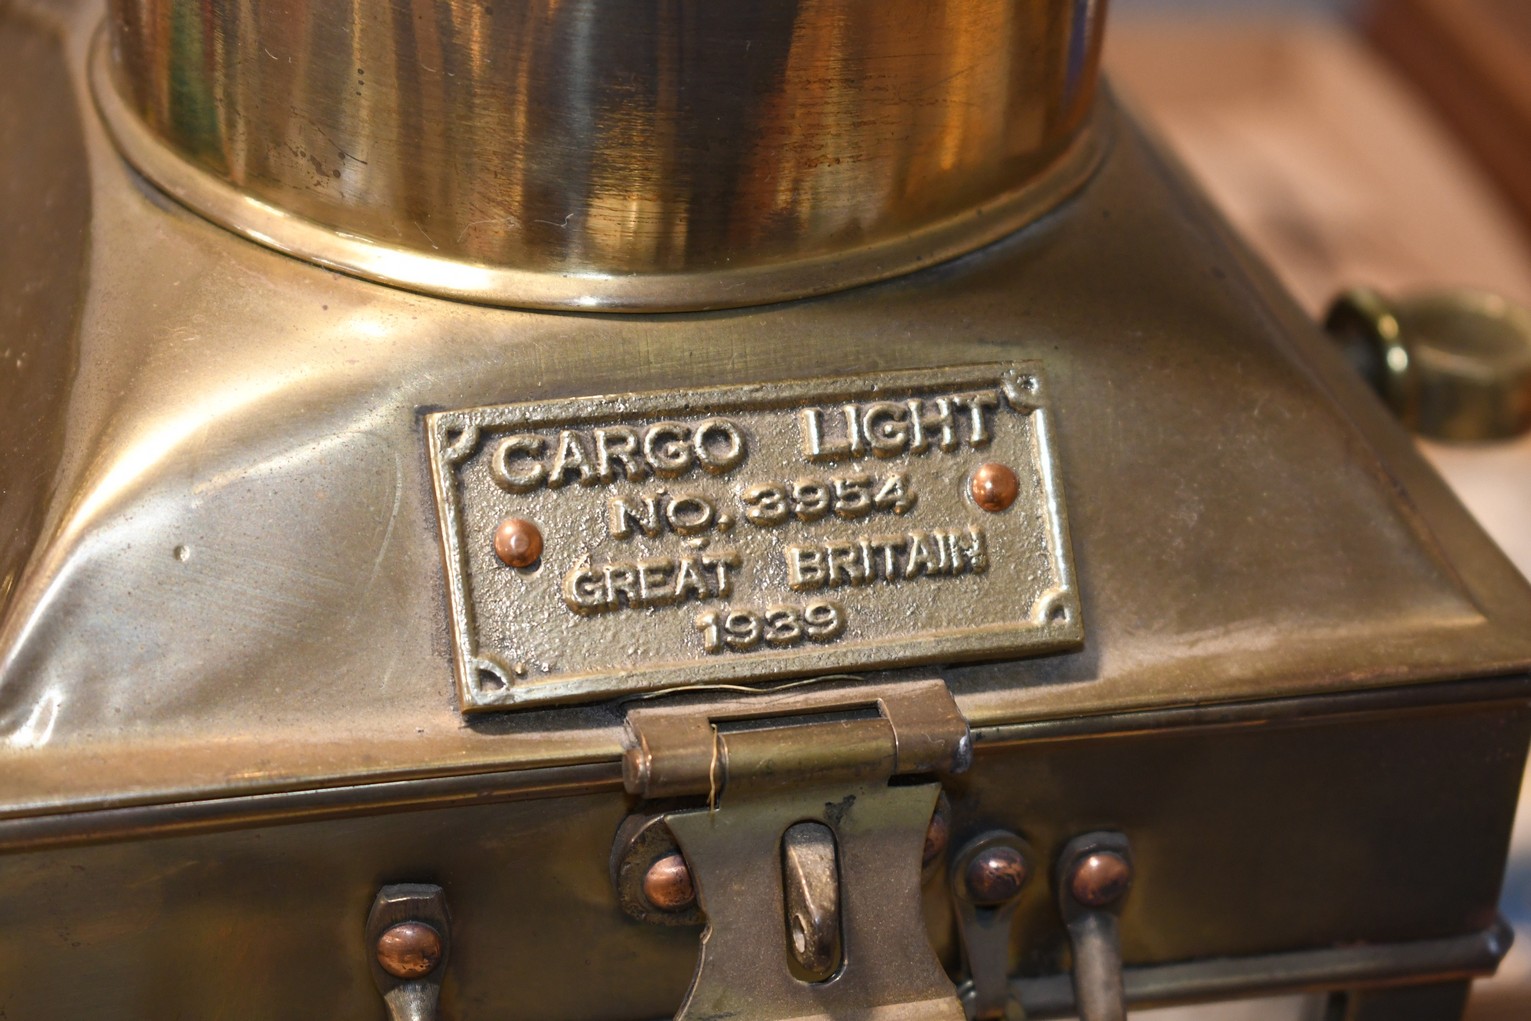 CARGO LIGHT
NO. 3954
GREAT BRITAIN
1939